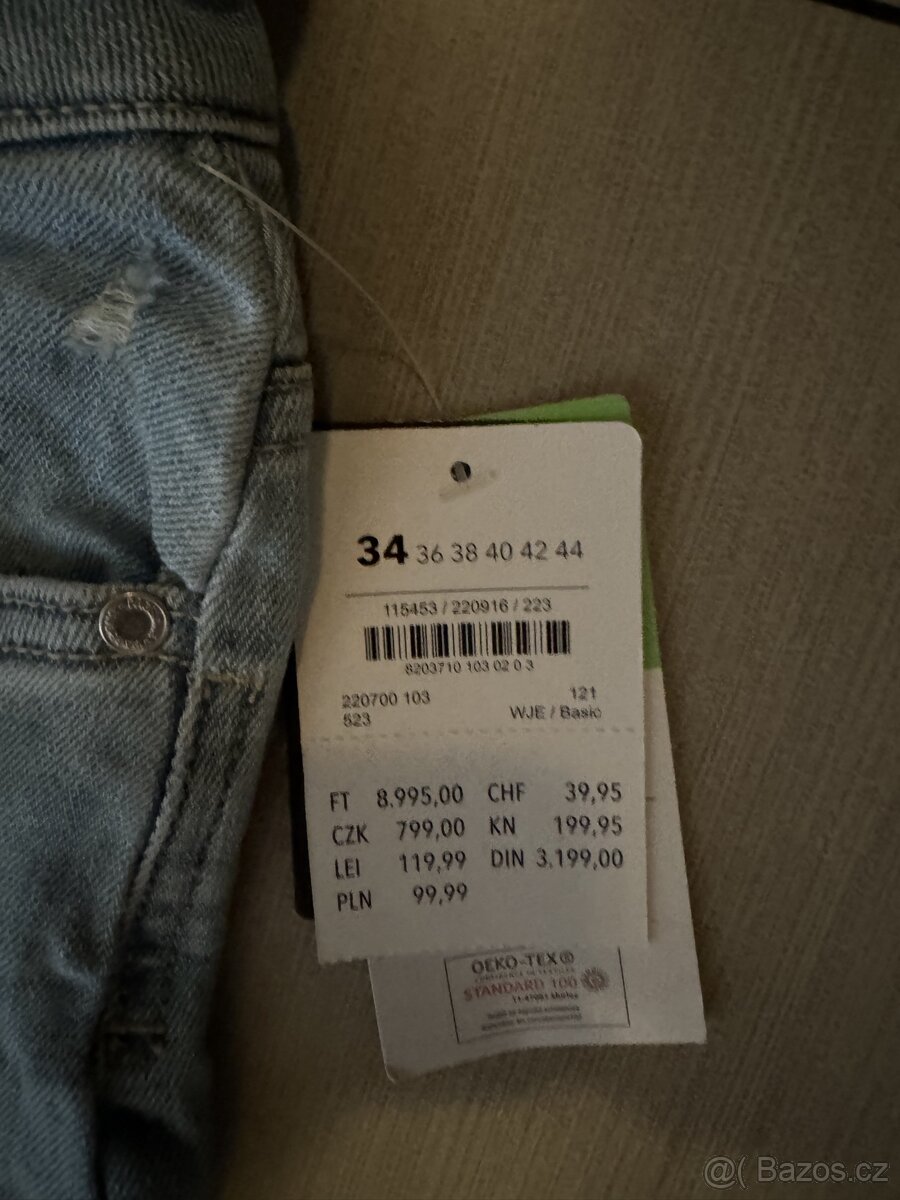 34 36 38 40 42 44
115453 / 220916 / 223
8203710 103 02 0 3
220700 103 121
523 WJE / Basic
FT 8.995,00 CHF 39,95
CZK 799,00 KN 199,95
LEI 119,99 DIN 3.199,00
PLN 99,99
OEKO-TEX®
STANDARD 100
@( Bazos.cz